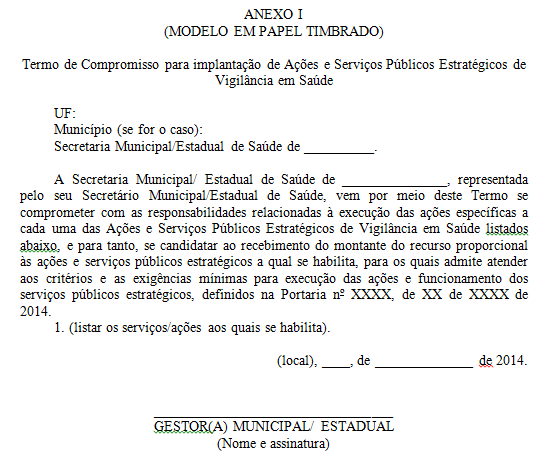 ANEXO I
(MODELO EM PAPEL TIMBRADO)
Termo de Compromisso para implantação de Ações e Serviços Públicos Estratégicos de
Vigilância em Saúde
UF:
Município (se for o caso):
Secretaria Municipal/Estadual de Saúde de __________.
A Secretaria Municipal/ Estadual de Saúde de _______________, representada
pelo seu Secretário Municipal/Estadual de Saúde, vem por meio deste Termo se
comprometer com as responsabilidades relacionadas à execução das ações específicas a
cada uma das Ações e Serviços Públicos Estratégicos de Vigilância em Saúde listados
abaixo, e para tanto, se candidatar ao recebimento do montante do recurso proporcional
às ações e serviços públicos estratégicos a qual se habilita, para os quais admite atender
aos critérios e as exigências mínimas para execução das ações e funcionamento dos
serviços públicos estratégicos, definidos na Portaria nº XXXX, de XX de XXXX de
2014.
1. (listar os serviços/ações aos quais se habilita).
(local), ____, de ______________ de 2014.
__________________________________
GESTOR(A) MUNICIPAL/ ESTADUAL
(Nome e assinatura)